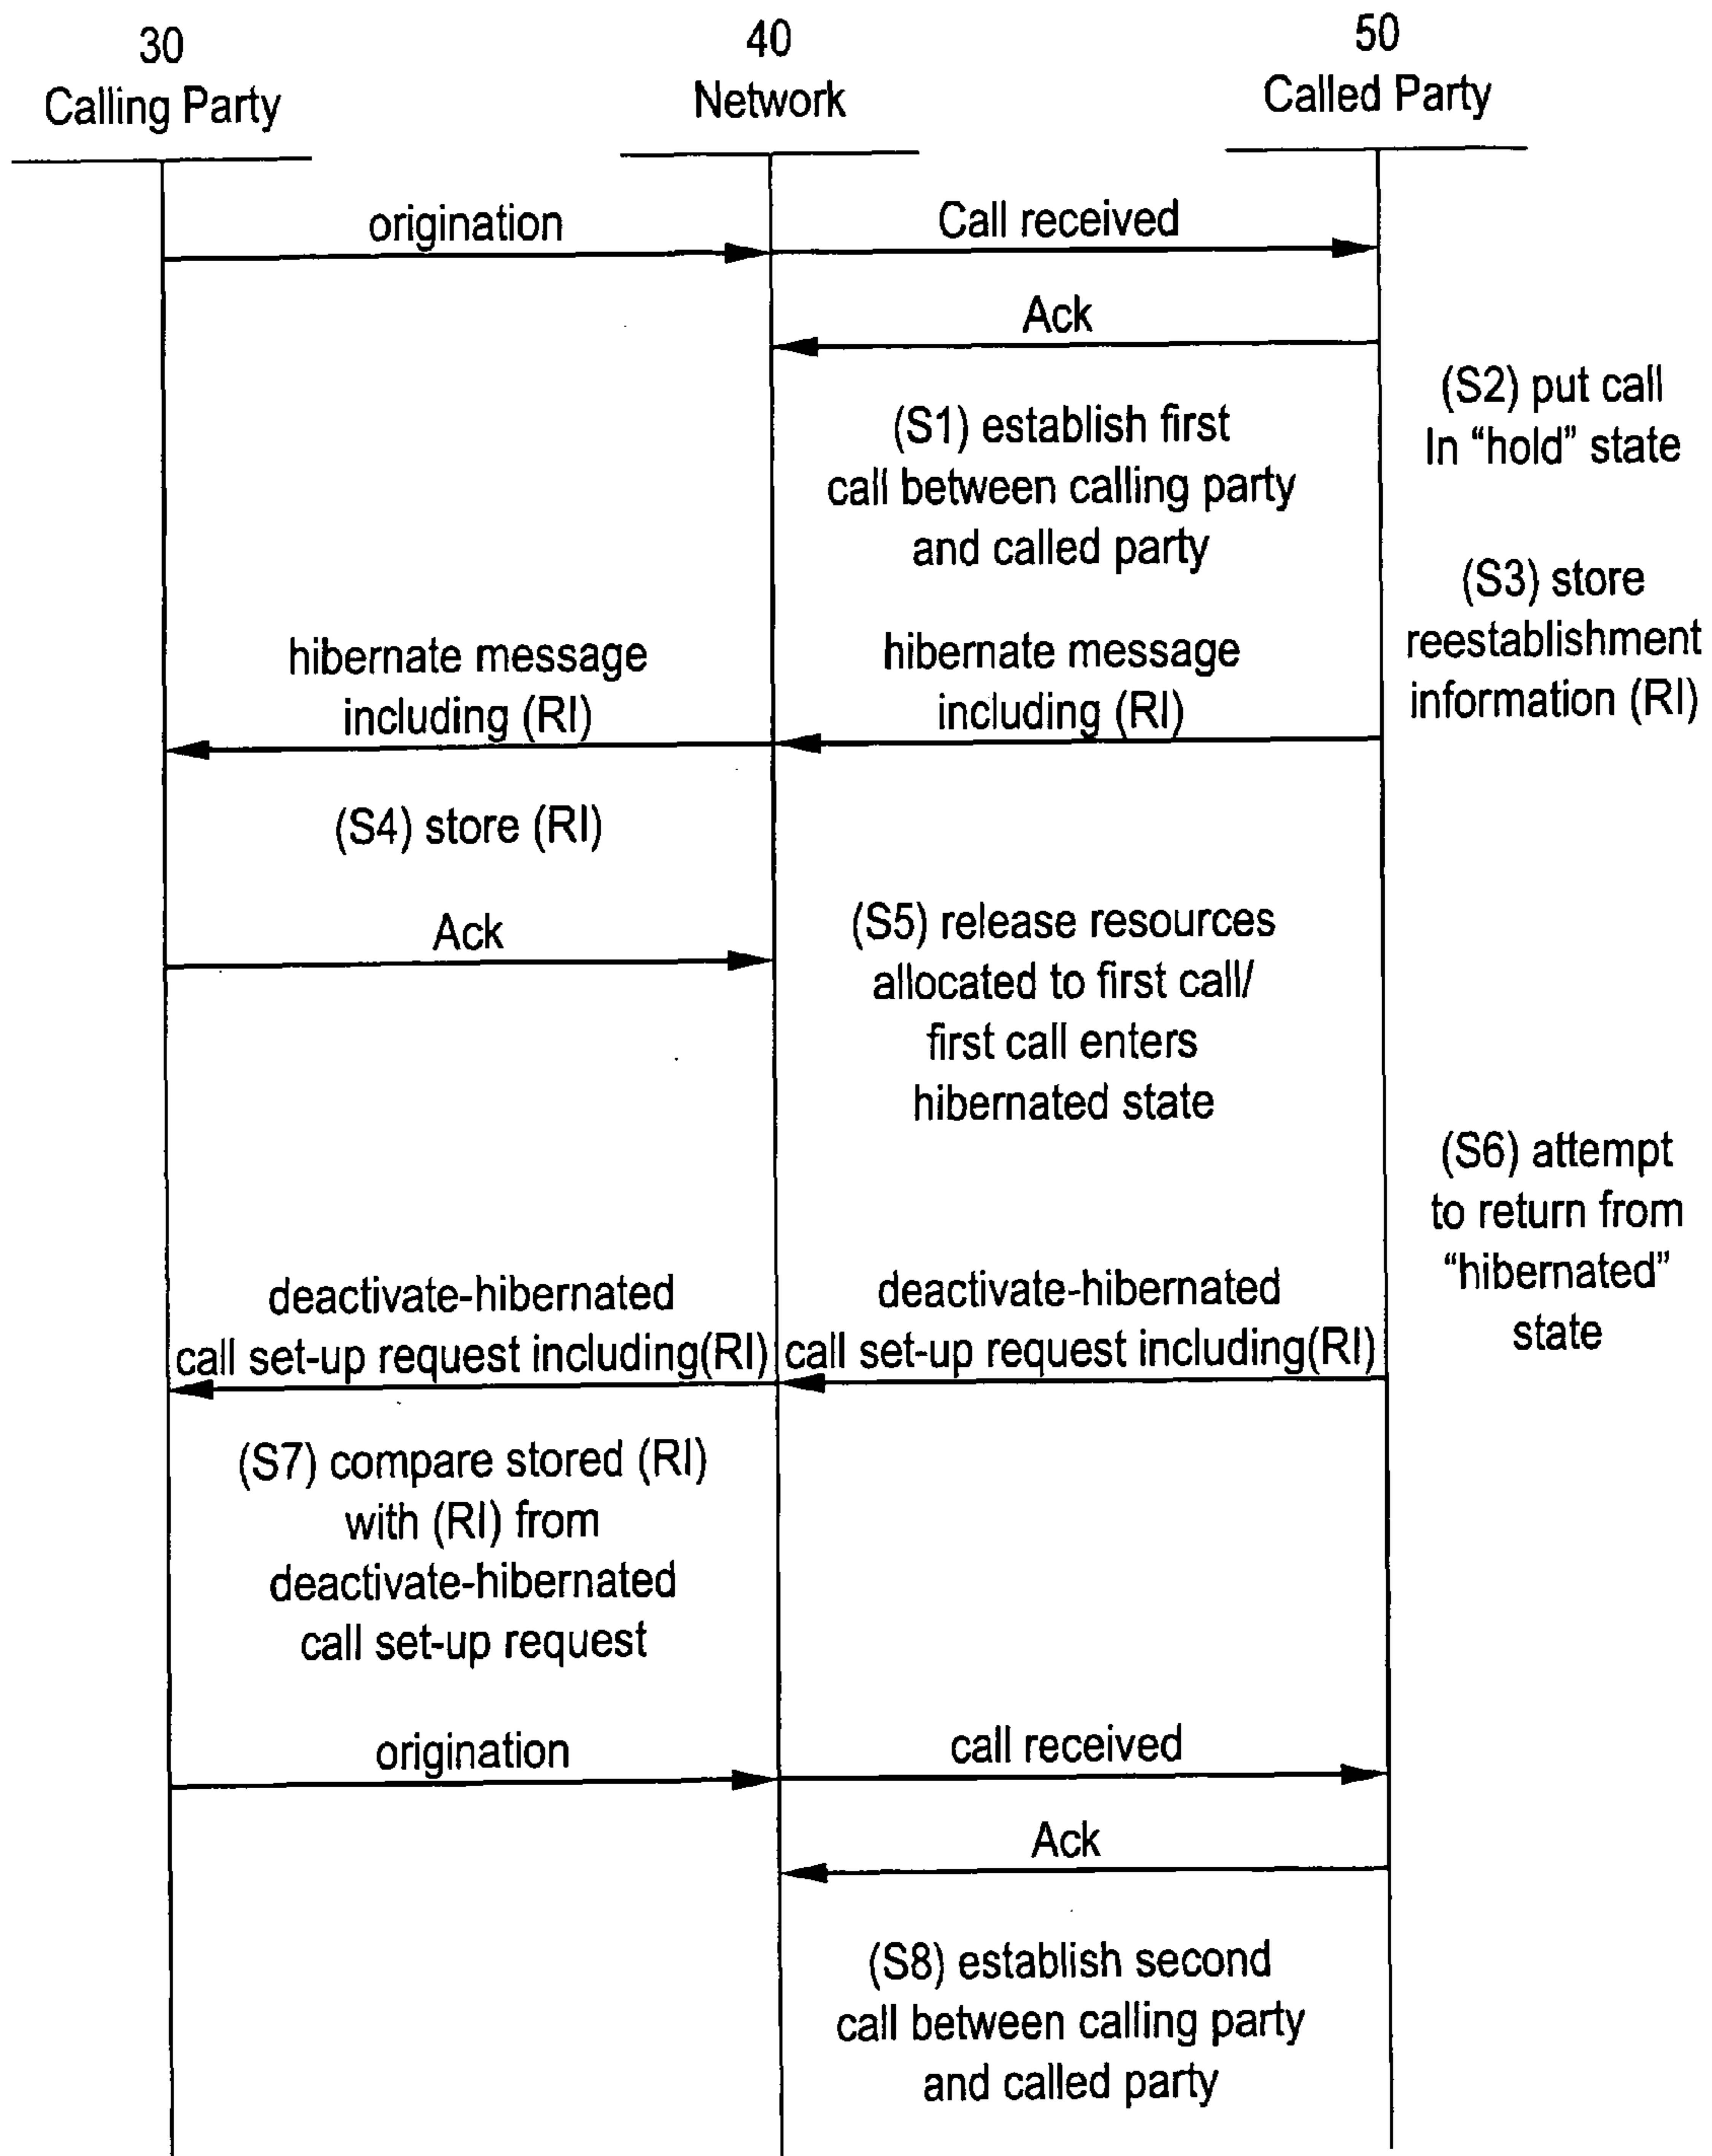 30
Calling Party
40
Network
50
Called Party
origination
Call received
Ack
(S2) put call
In “hold” state
(S1) establish first
call between calling party
and called party
(S3) store
reestablishment
information (RI)
hibernate message
including (RI)
hibernate message
including (RI)
(S4) store (RI)
Ack
(S5) release resources
allocated to first call/
first call enters
hibernated state
(S6) attempt
to return from
“hibernated”
state
deactivate-hibernated
call set-up request including(RI)
deactivate-hibernated
call set-up request including(RI)
(S7) compare stored (RI)
with (RI) from
deactivate-hibernated
call set-up request
origination
call received
Ack
(S8) establish second
call between calling party
and called party